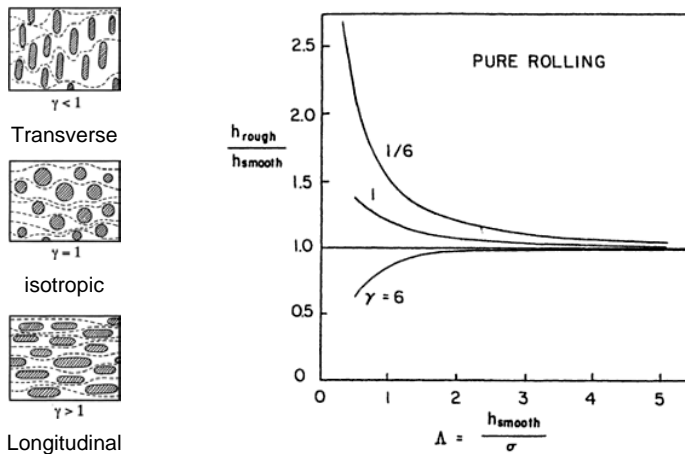 γ < 1
Transverse
γ = 1
isotropic
γ > 1
Longitudinal
2.5
2.0
1.5
1.0
0.5
0
h_rough
h_smooth
PURE ROLLING
1/6
1
γ = 6
0 1 2 3 4 5
Λ = h_smooth
σ